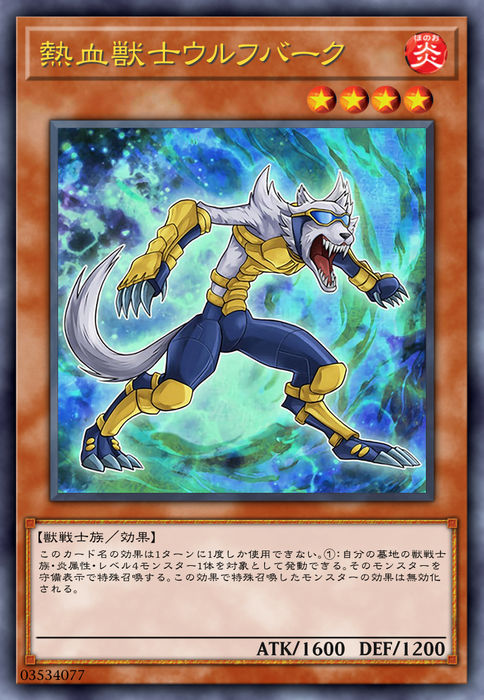 熱血獣士ウルフバーク
ほのお
炎
【獣戦士族／効果】
このカード名の効果は1ターンに1度しか使用できない。①：自分の墓地の獣戦士
族・炎属性・レベル4モンスター1体を対象として発動できる。そのモンスターを
守備表示で特殊召喚する。この効果で特殊召喚したモンスターの効果は無効化
される。
ATK/1600 DEF/1200
03534077